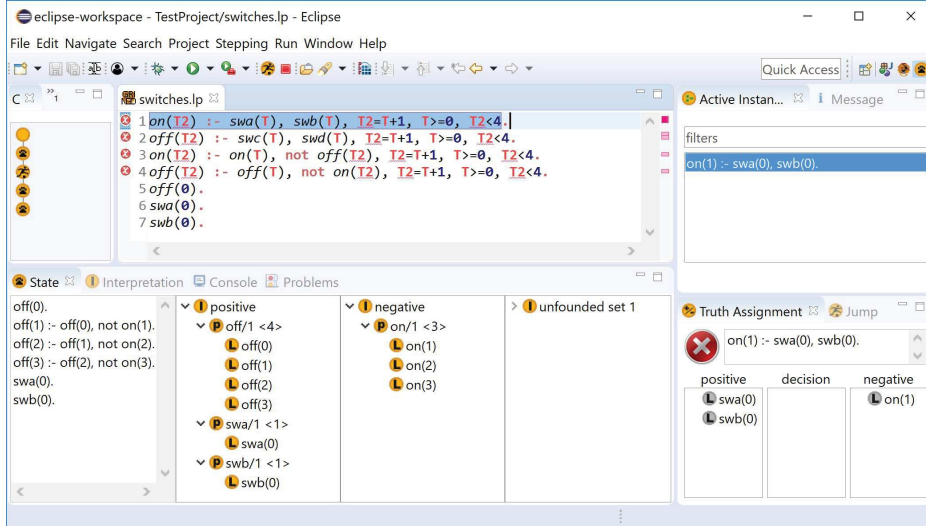 eclipse-workspace - TestProject/switches.lp - Eclipse
File Edit Navigate Search Project Stepping Run Window Help
Quick Access
C
»1
switches.lp
1 on(T2) :- swa(T), swb(T), T2=T+1, T>=0, T2<4.
2 off(T2) :- swc(T), swd(T), T2=T+1, T>=0, T2<4.
3 on(T2) :- on(T), not off(T2), T2=T+1, T>=0, T2<4.
4 off(T2) :- off(T), not on(T2), T2=T+1, T>=0, T2<4.
5 off(0).
6 swa(0).
7 swb(0).
Active Instan...
Message
filters
on(1) :- swa(0), swb(0).
State
Interpretation
Console
Problems
off(0).
off(1) :- off(0), not on(1).
off(2) :- off(1), not on(2).
off(3) :- off(2), not on(3).
swa(0).
swb(0).
I positive
P off/1 <4>
L off(0)
L off(1)
L off(2)
L off(3)
P swa/1 <1>
L swa(0)
P swb/1 <1>
L swb(0)
I negative
P on/1 <3>
L on(1)
L on(2)
L on(3)
I unfounded set 1
Truth Assignment
Jump
on(1) :- swa(0), swb(0).
positive
decision
negative
L swa(0)
L swb(0)
L on(1)